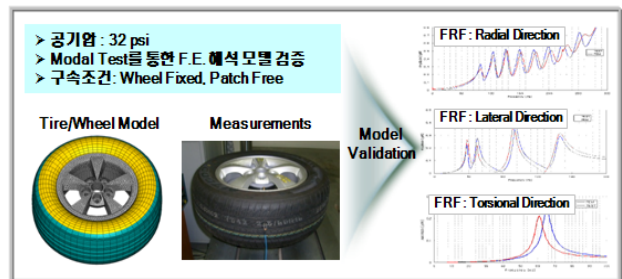 ➤ 공기압 : 32 psi
➤ Modal Test를 통한 F.E. 해석 모델 검증
➤ 구속조건: Wheel Fixed, Patch Free
Tire/Wheel Model
Measurements
Model
Validation
FRF : Radial Direction
FRF : Lateral Direction
FRF : Torsional Direction